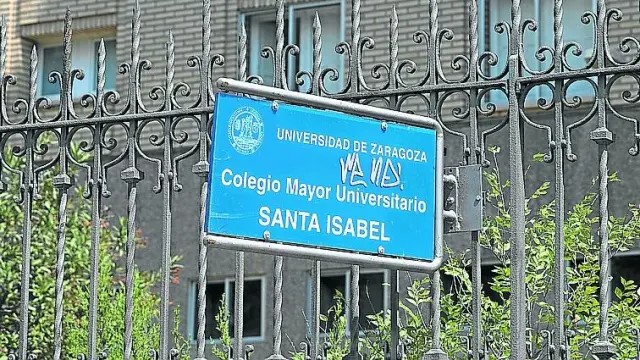 UNIVERSIDAD DE ZARAGOZA
Colegio Mayor Universitario
SANTA ISABEL